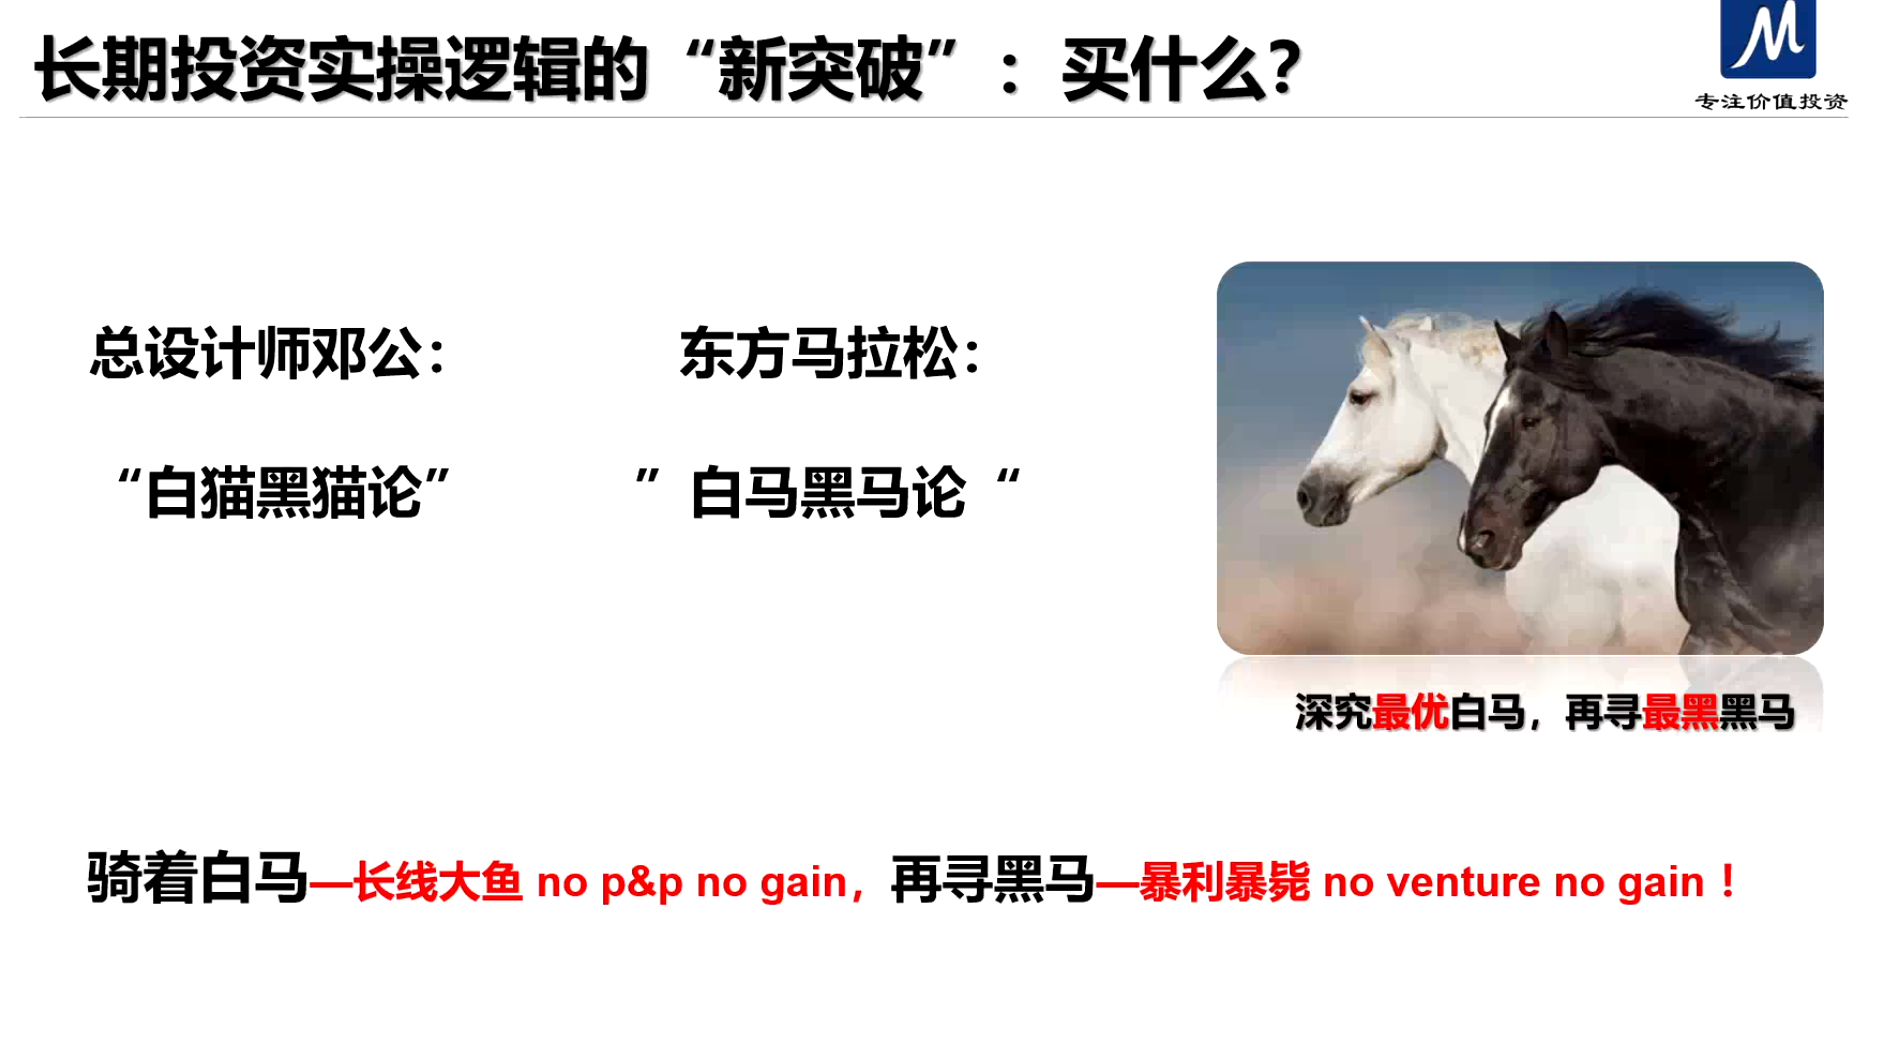 长期投资实操逻辑的“新突破”：买什么？
专注价值投资
总设计师邓公：
东方马拉松：
“白猫黑猫论”
”白马黑马论“
深究最优白马，再寻最黑黑马
骑着白马—长线大鱼 no p&p no gain，再寻黑马—暴利暴毙 no venture no gain！